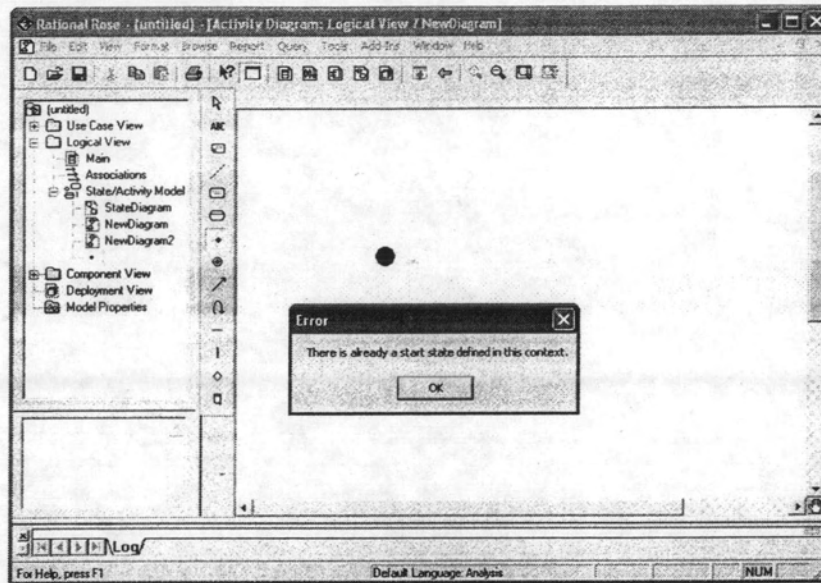 Rational Rose - (untitled) - [Activity Diagram: Logical View / NewDiagram]
File Edit View Format Browse Report Query Tools Add-Ins Window Help
(untitled)
Use Case View
Logical View
Main
Associations
State/Activity Model
StateDiagram
NewDiagram
NewDiagram2
Component View
Deployment View
Model Properties
ABC
Error
There is already a start state defined in this context.
OK
Log
For Help, press F1
Default Language: Analysis
NUM